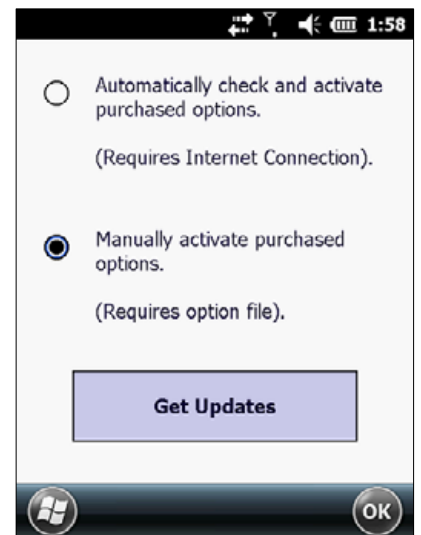 1:58
Automatically check and activate
purchased options.
(Requires Internet Connection).
Manually activate purchased
options.
(Requires option file).
Get Updates
OK